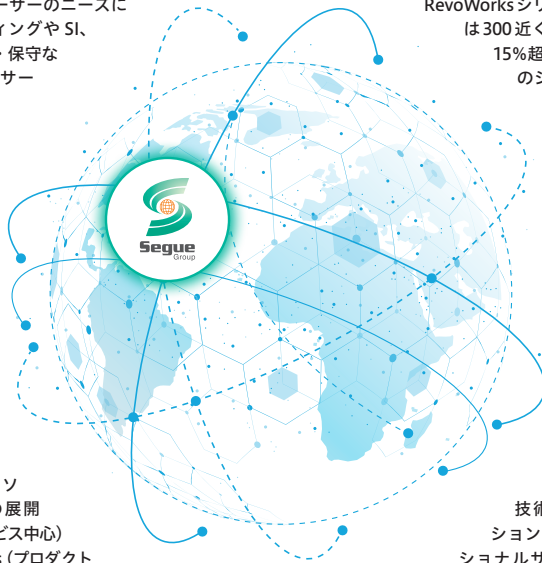 ーサーのニーズに
ィングや SI、
・保守な
サー
RevoWorksシリ
は300近く
15%超
のシ
Segue
Group
ソ
の展開
ビス中心）
s（プロダクト
技術
ション
ショナルサ